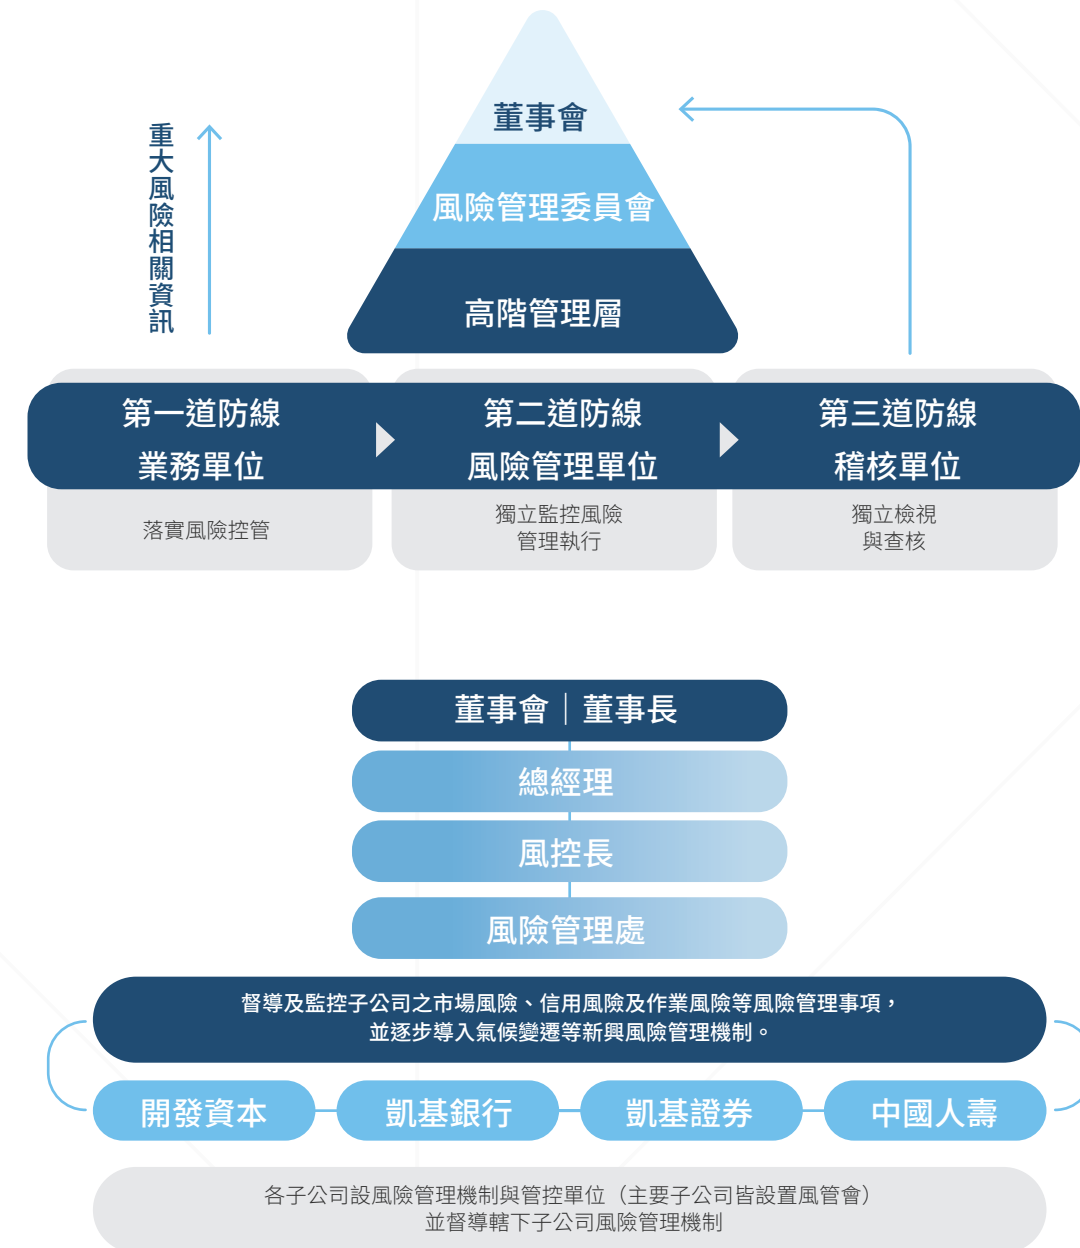 董事會
風險管理委員會
高階管理層
重大風險相關資訊
第一道防線
業務單位
落實風險控管
第二道防線
風險管理單位
獨立監控風險
管理執行
第三道防線
稽核單位
獨立檢視
與查核
董事會｜董事長
總經理
風控長
風險管理處
督導及監控子公司之市場風險、信用風險及作業風險等風險管理事項，
並逐步導入氣候變遷等新興風險管理機制。
開發資本
凱基銀行
凱基證券
中國人壽
各子公司設風險管理機制與管控單位（主要子公司皆設置風管會）
並督導轄下子公司風險管理機制